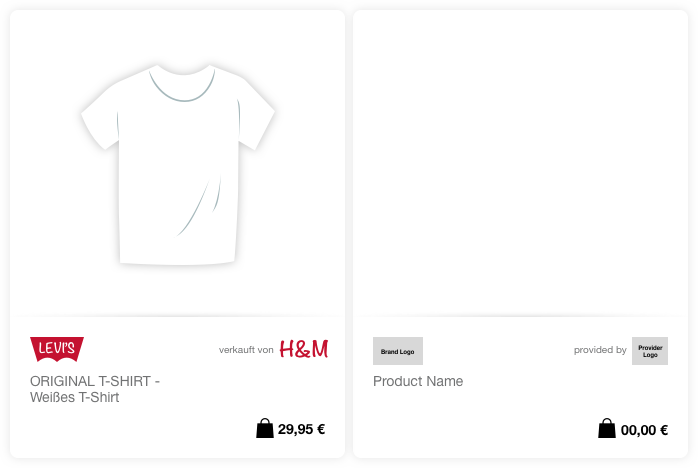 LEVI'S
verkauft von H&M
ORIGINAL T-SHIRT -
Weißes T-Shirt
29,95 €
Brand Logo
provided by
Provider
Logo
Product Name
00,00 €